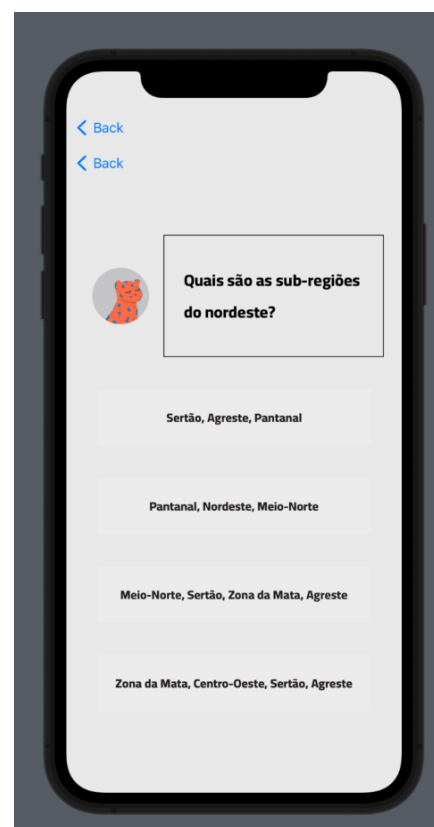 Back
Back
Quais são as sub-regiões
do nordeste?
Sertão, Agreste, Pantanal
Pantanal, Nordeste, Meio-Norte
Meio-Norte, Sertão, Zona da Mata, Agreste
Zona da Mata, Centro-Oeste, Sertão, Agreste